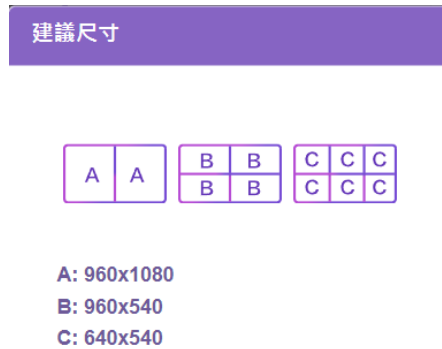 建議尺寸
A A B B C C C
B B C C C
A: 960x1080
B: 960x540
C: 640x540